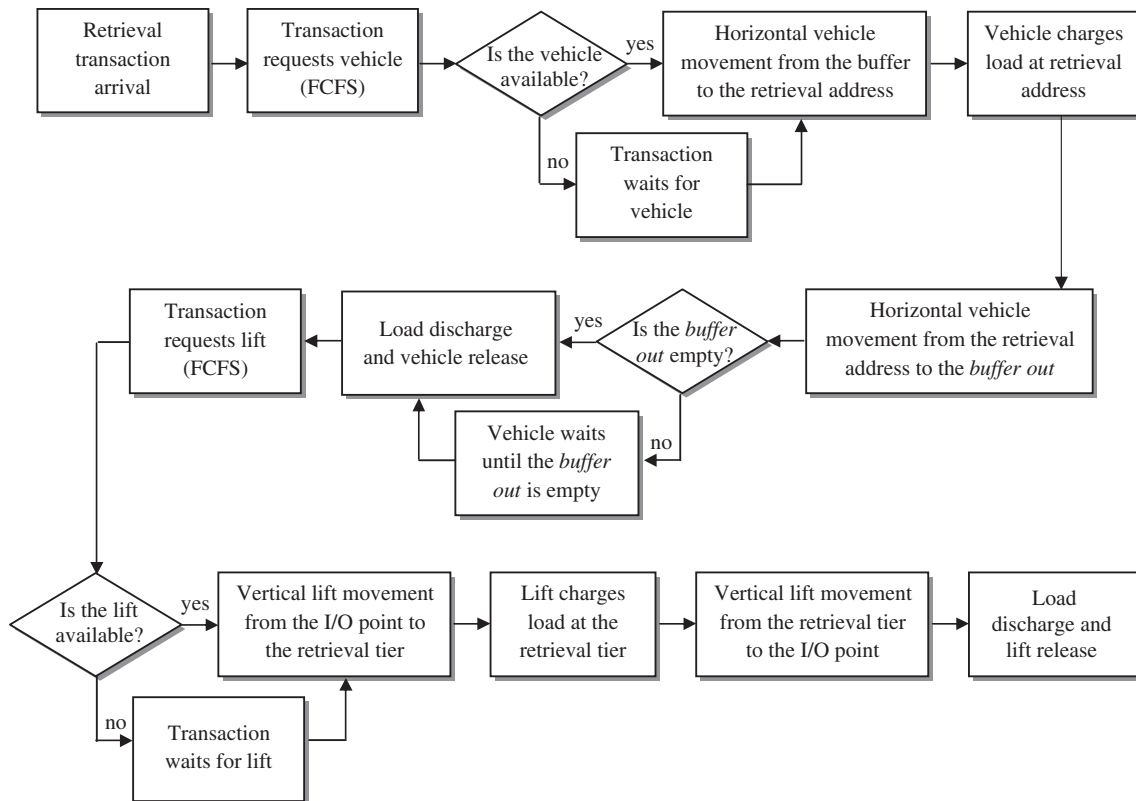 Retrieval
transaction
arrival
Transaction
requests vehicle
(FCFS)
Is the vehicle
available?
yes
no
Transaction
waits for
vehicle
Horizontal vehicle
movement from the buffer
to the retrieval address
Vehicle charges
load at retrieval
address
Horizontal vehicle
movement from the retrieval
address to the buffer out
Is the buffer
out empty?
yes
no
Vehicle waits
until the buffer
out is empty
Load discharge
and vehicle release
Transaction
requests lift
(FCFS)
Is the lift
available?
yes
no
Transaction
waits for lift
Vertical lift movement
from the I/O point to
the retrieval tier
Lift charges
load at the
retrieval tier
Vertical lift movement
from the retrieval tier
to the I/O point
Load
discharge and
lift release